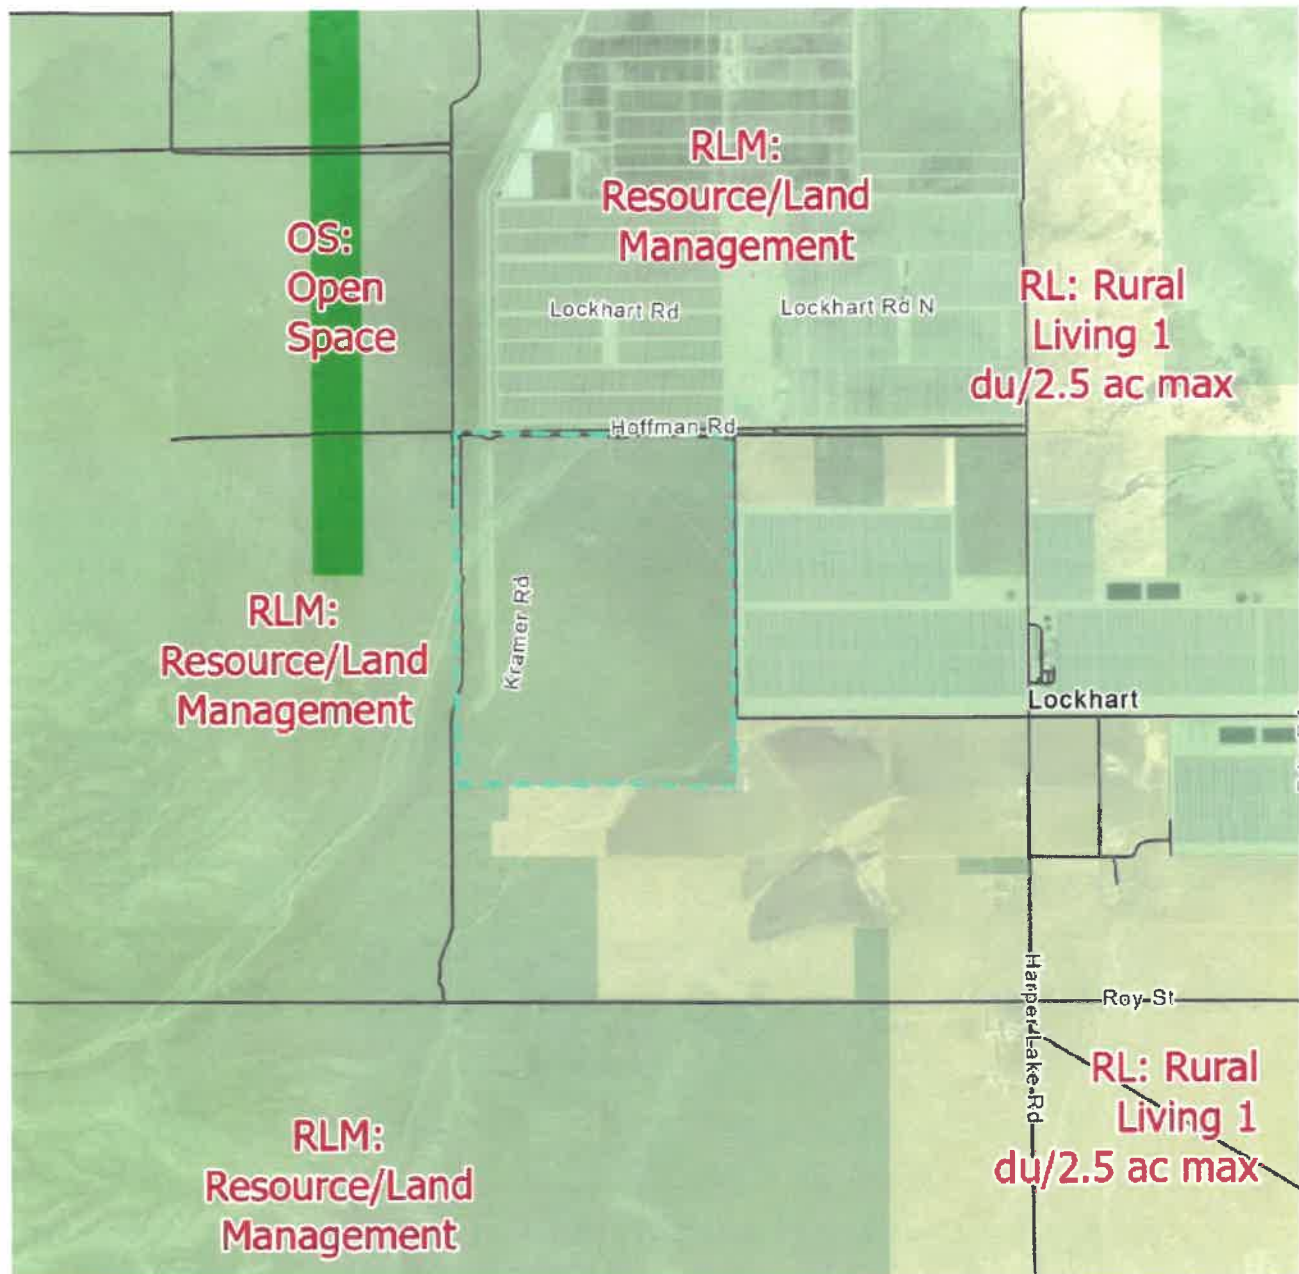 RLM:
Resource/Land
Management
OS:
Open
Space
Lockhart Rd
Lockhart Rd N
RL: Rural
Living 1
du/2.5 ac max
Hoffman Rd
Kramer Rd
RLM:
Resource/Land
Management
Lockhart
Harper Lake Rd
Roy St
RL: Rural
Living 1
du/2.5 ac max
RLM:
Resource/Land
Management